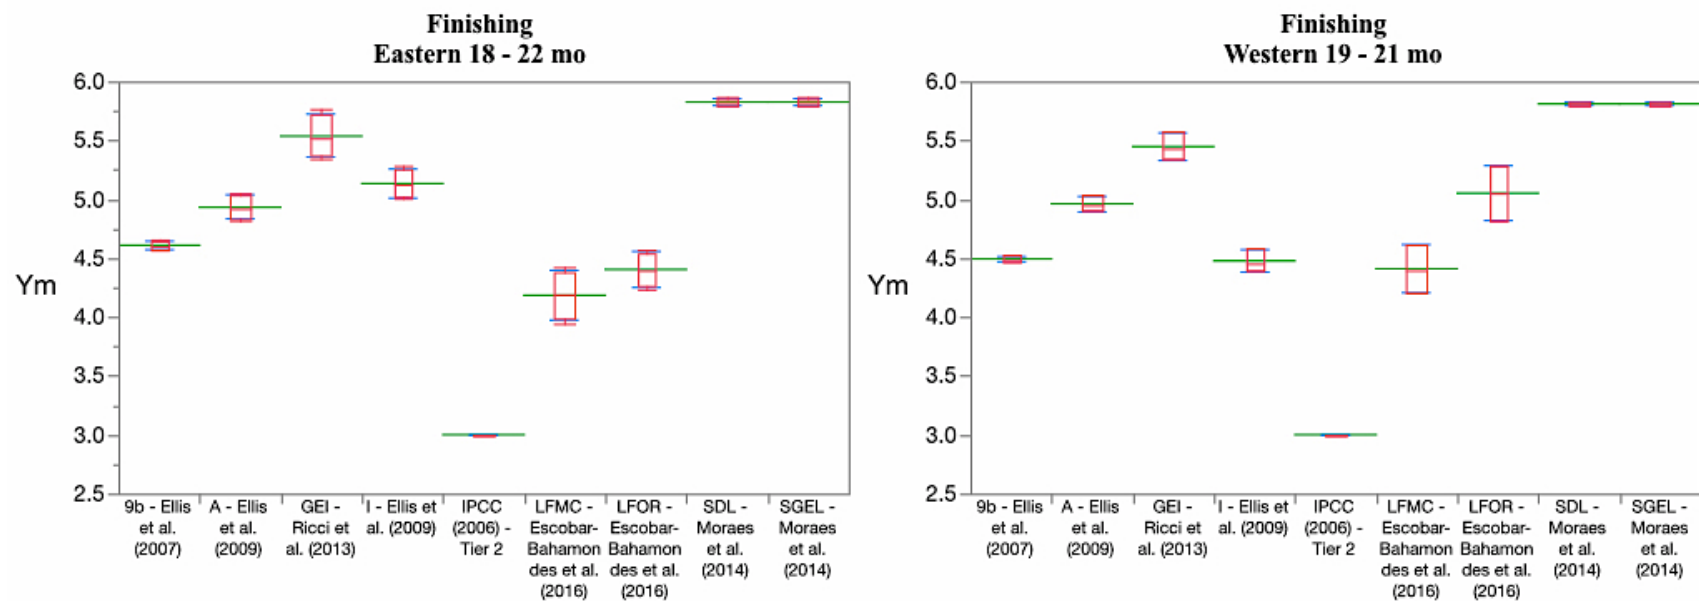 Finishing
Eastern 18 - 22 mo
6.0
5.5
5.0
4.5
4.0
3.5
3.0
2.5
Ym
9b - Ellis
et al.
(2007)
A - Ellis
et al.
(2009)
GEI -
Ricci et
al. (2013)
I - Ellis et
al. (2009)
IPCC
(2006) -
Tier 2
LFMC -
Escobar-
Bahamon
des et al.
(2016)
LFOR -
Escobar-
Bahamon
des et al.
(2016)
SDL -
Moraes
et al.
(2014)
SGEL -
Moraes
et al.
(2014)
Finishing
Western 19 - 21 mo
6.0
5.5
5.0
4.5
4.0
3.5
3.0
2.5
Ym
9b - Ellis
et al.
(2007)
A - Ellis
et al.
(2009)
GEI -
Ricci et
al. (2013)
I - Ellis et
al. (2009)
IPCC
(2006) -
Tier 2
LFMC -
Escobar-
Bahamon
des et al.
(2016)
LFOR -
Escobar-
Bahamon
des et al.
(2016)
SDL -
Moraes
et al.
(2014)
SGEL -
Moraes
et al.
(2014)